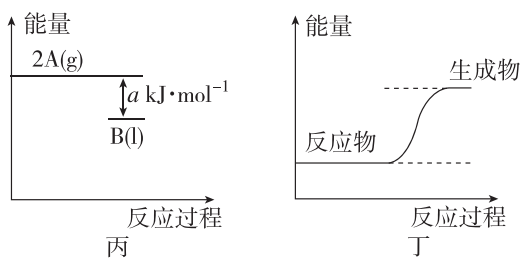 能量
2A(g)
a kJ·mol⁻¹
B(l)
反应过程
丙
能量
生成物
反应物
反应过程
丁